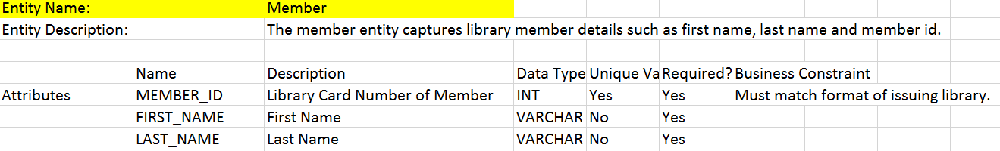 Entity Name: Member
Entity Description: The member entity captures library member details such as first name, last name and member id.
Name Description Data Type Unique Va Required? Business Constraint
Attributes MEMBER_ID Library Card Number of Member INT Yes Yes Must match format of issuing library.
FIRST_NAME First Name VARCHAR No Yes
LAST_NAME Last Name VARCHAR No Yes